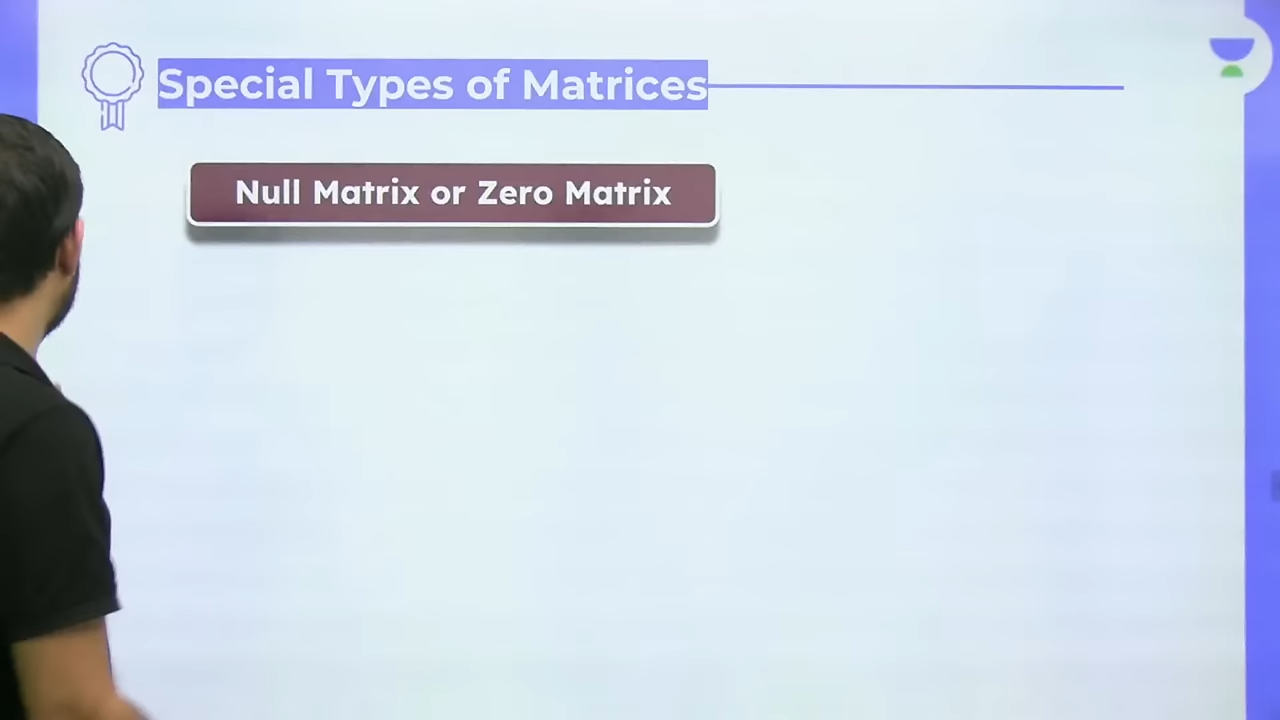 Special Types of Matrices
Null Matrix or Zero Matrix